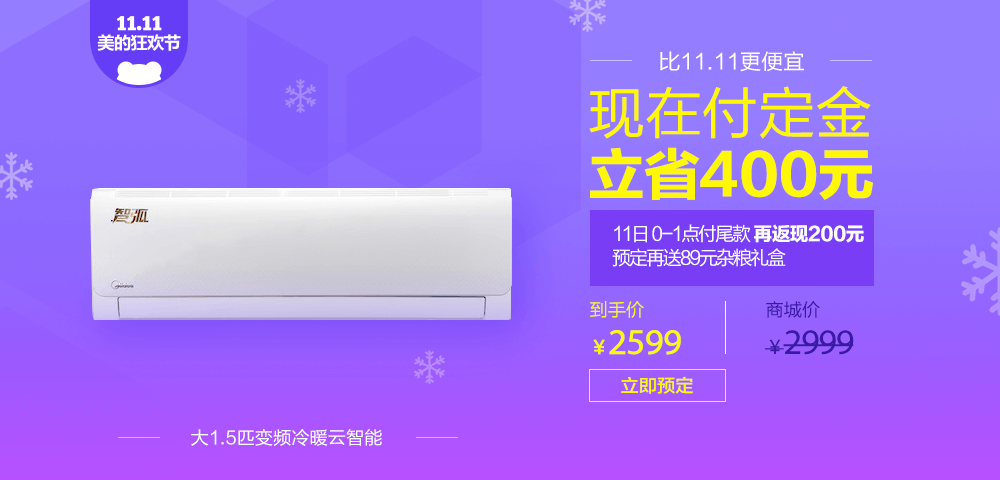 11.11
美的狂欢节
比11.11更便宜
现在付定金
立省400元
11日 0-1点付尾款 再返现200元
预定再送89元杂粮礼盒
到手价
¥2599
商城价
¥2999
立即预定
智弧
Midea
大1.5匹变频冷暖云智能